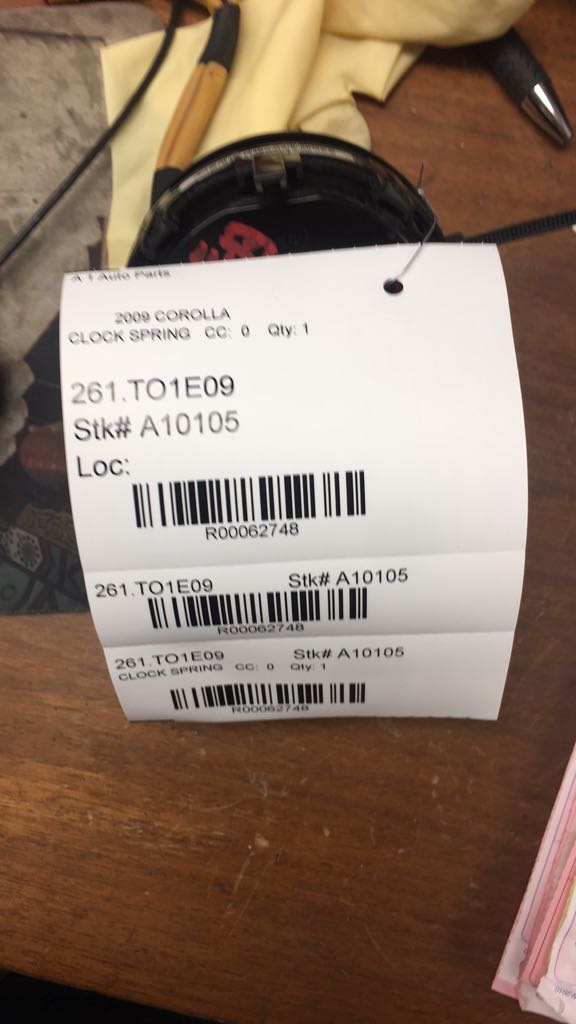 A 1 Auto Parts
2009 COROLLA
CLOCK SPRING CC: 0 Qty: 1
261.TO1E09
Stk# A10105
Loc:
R00062748
261.TO1E09 Stk# A10105
R00062748
261.TO1E09 Stk# A10105
CLOCK SPRING CC: 0 Qty: 1
R00062748